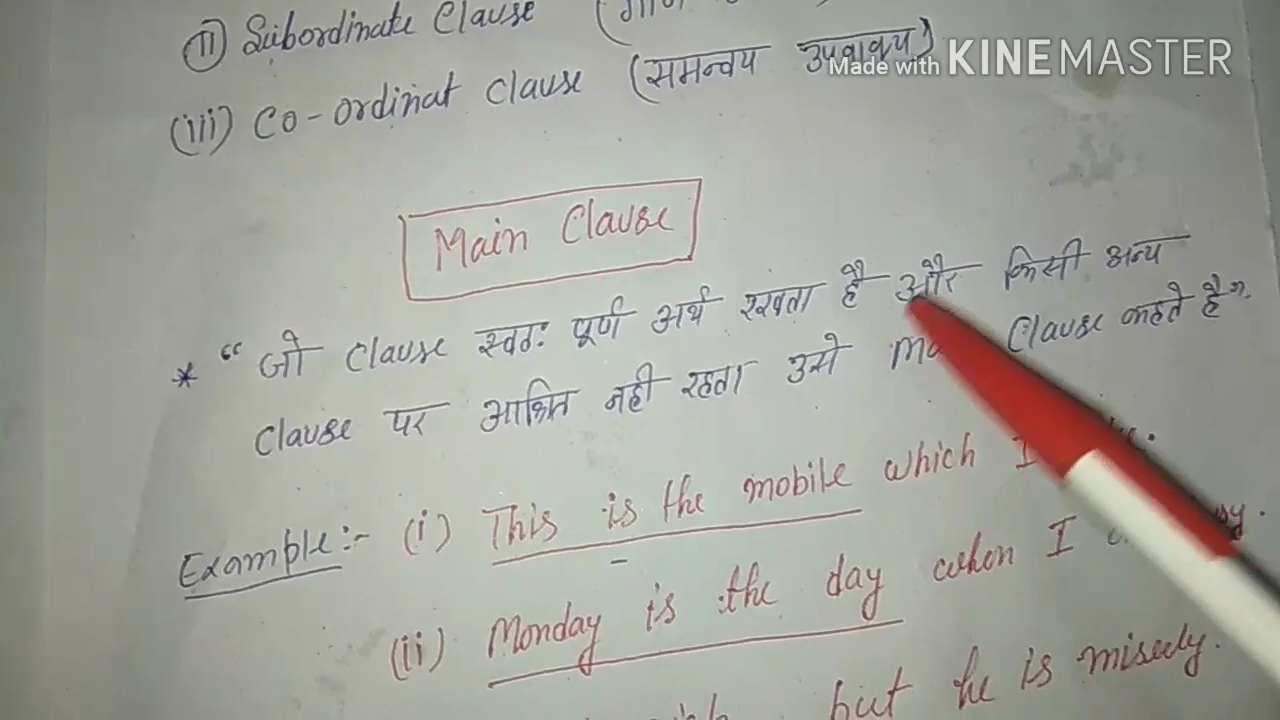 (ii) Subordinate Clause (गौण
(iii) Co-ordinat Clause (समन्वय उपवाक्य)
Made with KINEMASTER
Main Clause
* “ जो Clause स्वतः पूर्ण अर्थ रखता है और किसी अन्य
Clause पर आश्रित नही रहता उसे Clause कहते है”.
Example:- (i) This is the mobile which I
(ii) Monday is the day when I
but he is miserly.